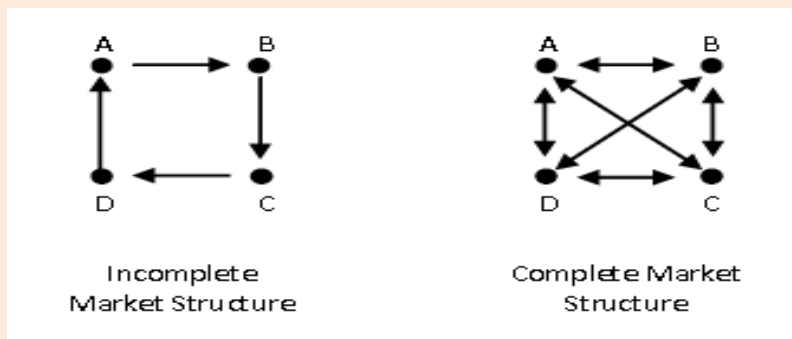 A B
D C
A B
D C
Incomplete
Market Structure
Complete Market
Structure